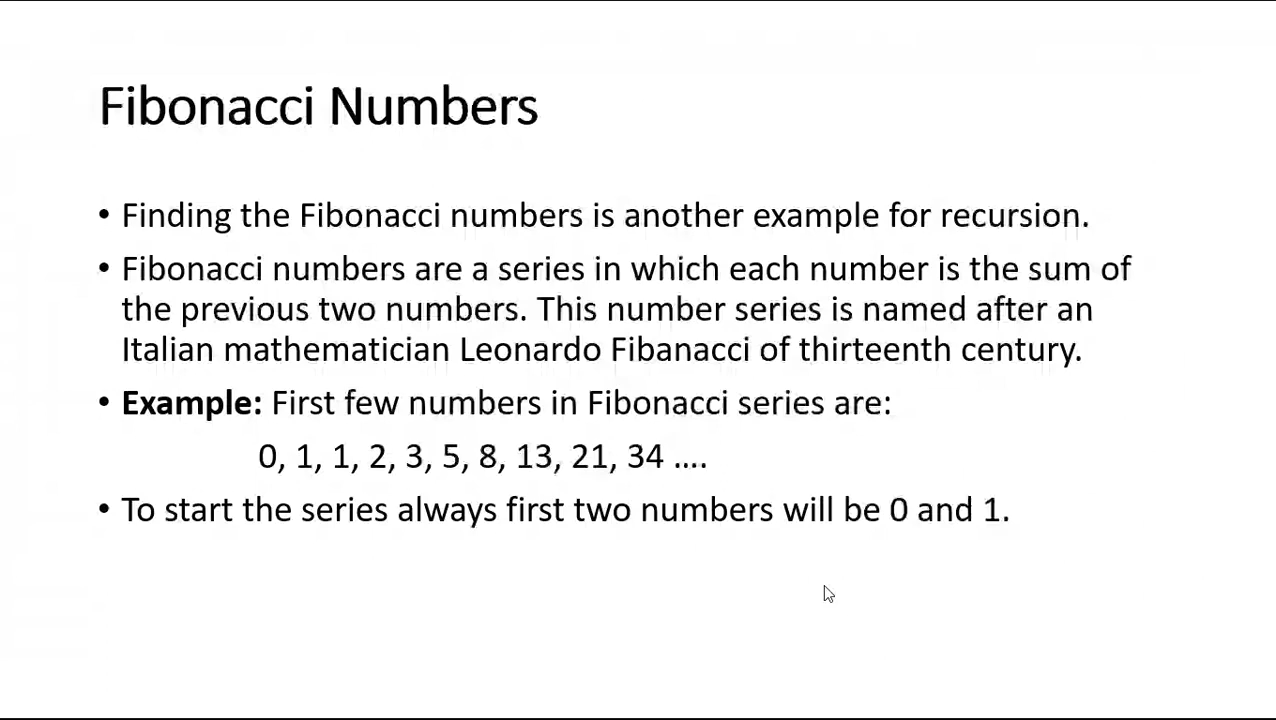 Fibonacci Numbers
• Finding the Fibonacci numbers is another example for recursion.
• Fibonacci numbers are a series in which each number is the sum of
the previous two numbers. This number series is named after an
Italian mathematician Leonardo Fibanacci of thirteenth century.
• Example: First few numbers in Fibonacci series are:
0, 1, 1, 2, 3, 5, 8, 13, 21, 34 ....
• To start the series always first two numbers will be 0 and 1.